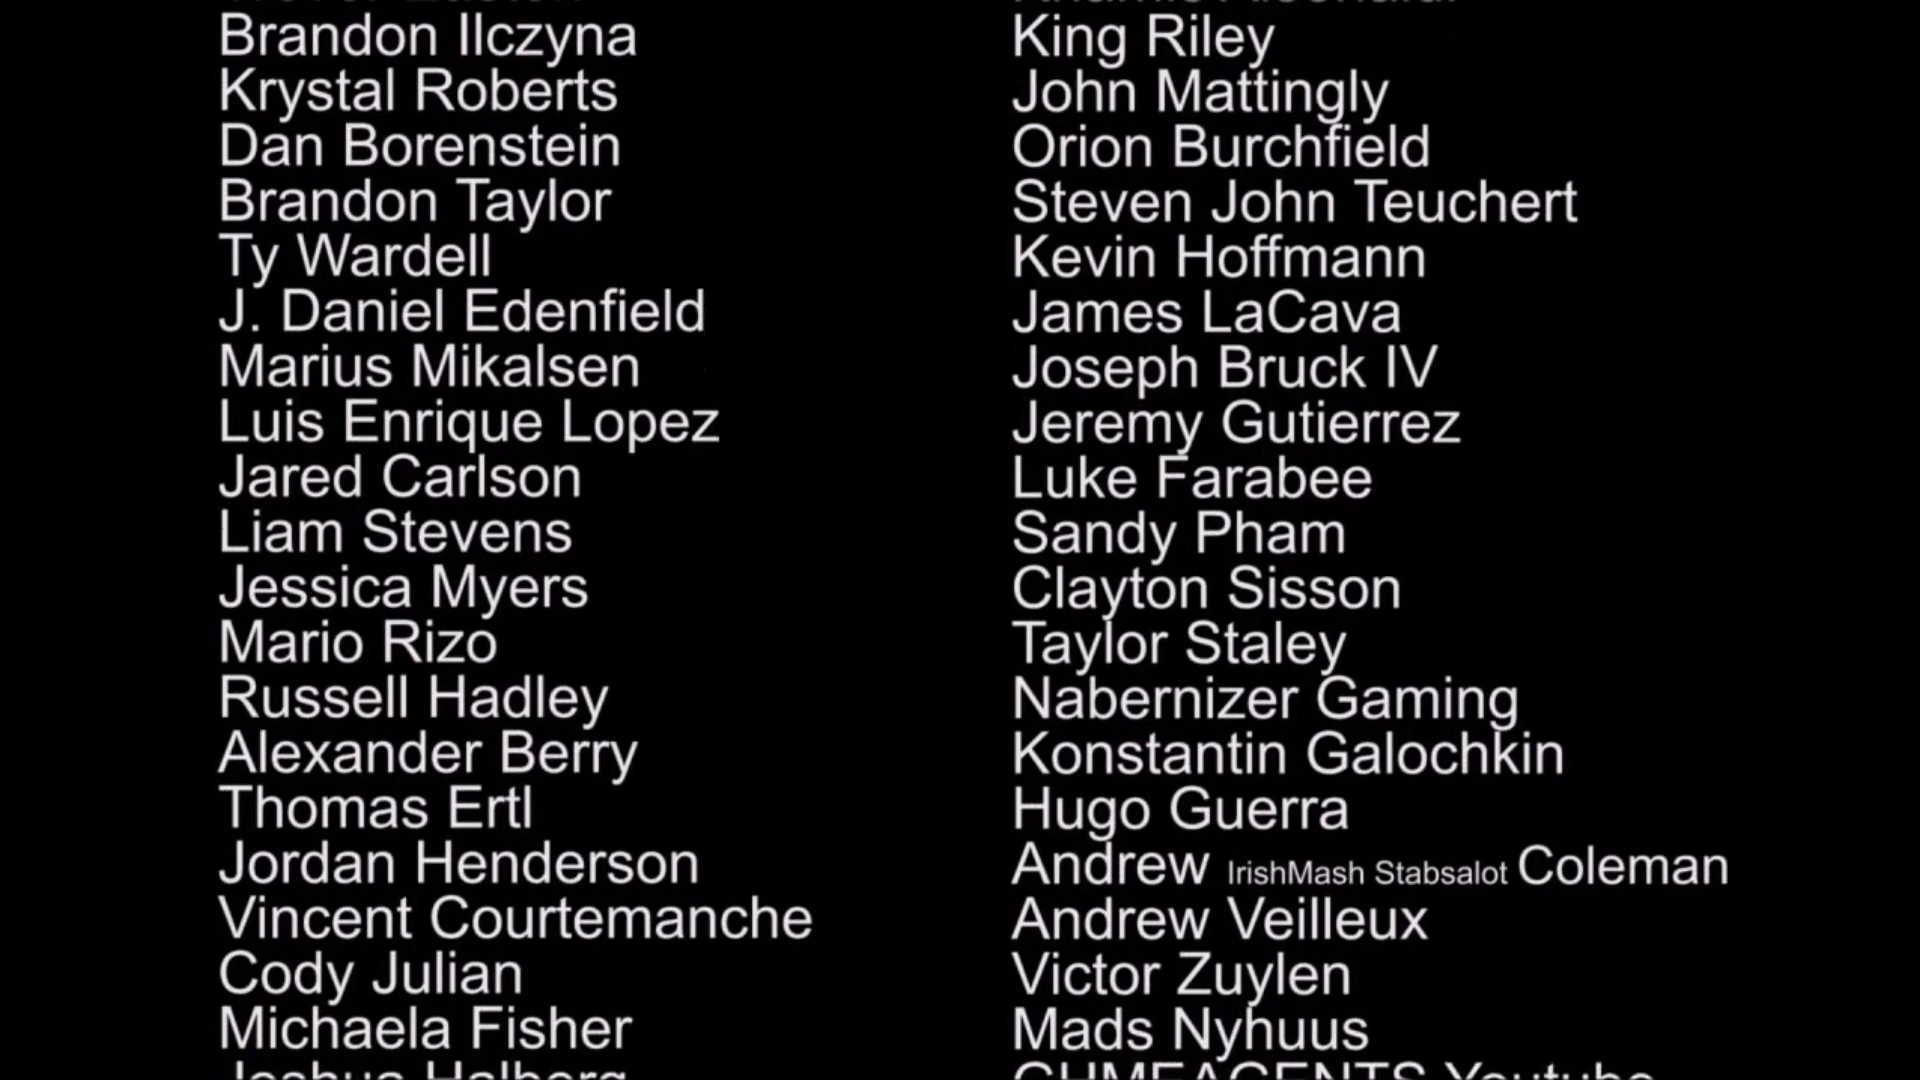 Brandon Ilczyna
Krystal Roberts
Dan Borenstein
Brandon Taylor
Ty Wardell
J. Daniel Edenfield
Marius Mikalsen
Luis Enrique Lopez
Jared Carlson
Liam Stevens
Jessica Myers
Mario Rizo
Russell Hadley
Alexander Berry
Thomas Ertl
Jordan Henderson
Vincent Courtemanche
Cody Julian
Michaela Fisher
Joshua Halberg
King Riley
John Mattingly
Orion Burchfield
Steven John Teuchert
Kevin Hoffmann
James LaCava
Joseph Bruck IV
Jeremy Gutierrez
Luke Farabee
Sandy Pham
Clayton Sisson
Taylor Staley
Nabernizer Gaming
Konstantin Galochkin
Hugo Guerra
Andrew IrishMash Stabsalot Coleman
Andrew Veilleux
Victor Zuylen
Mads Nyhuus
Youtube